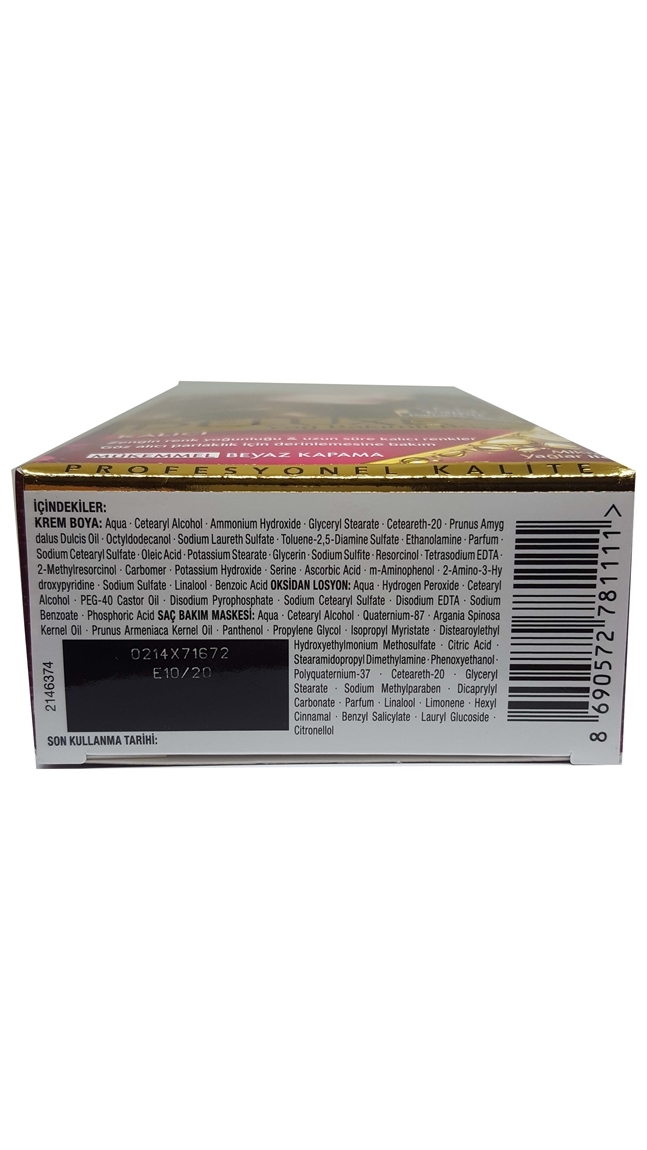 KALICI
Zengin renk yoğunluğu & uzun süre kalıcı renkler
Göz alıcı parlaklık için derinlemesine bakım
MÜKEMMEL BEYAZ KAPAMA
yağlar
PROFESYONEL KALİTE
İÇİNDEKİLER:
KREM BOYA: Aqua · Cetearyl Alcohol · Ammonium Hydroxide · Glyceryl Stearate · Ceteareth-20 · Prunus Amyg
dalus Dulcis Oil · Octyldodecanol · Sodium Laureth Sulfate · Toluene-2,5-Diamine Sulfate · Ethanolamine · Parfum ·
Sodium Cetearyl Sulfate · Oleic Acid · Potassium Stearate · Glycerin · Sodium Sulfite · Resorcinol · Tetrasodium EDTA ·
2-Methylresorcinol · Carbomer · Potassium Hydroxide · Serine · Ascorbic Acid · m-Aminophenol · 2-Amino-3-Hy
droxypyridine · Sodium Sulfate · Linalool · Benzoic Acid OKSİDAN LOSYON: Aqua · Hydrogen Peroxide · Cetearyl
Alcohol · PEG-40 Castor Oil · Disodium Pyrophosphate · Sodium Cetearyl Sulfate · Disodium EDTA · Sodium
Benzoate · Phosphoric Acid SAÇ BAKIM MASKESİ: Aqua · Cetearyl Alcohol · Quaternium-87 · Argania Spinosa
Kernel Oil · Prunus Armeniaca Kernel Oil · Panthenol · Propylene Glycol · Isopropyl Myristate · Distearoylethyl
Hydroxyethylmonium Methosulfate · Citric Acid ·
Stearamidopropyl Dimethylamine · Phenoxyethanol ·
Polyquaternium-37 · Ceteareth-20 · Glyceryl
Stearate · Sodium Methylparaben · Dicaprylyl
Carbonate · Parfum · Linalool · Limonene · Hexyl
Cinnamal · Benzyl Salicylate · Lauryl Glucoside ·
Citronellol
0214X71672
E10/20
2146374
SON KULLANMA TARİHİ:
8 690572 781111 >